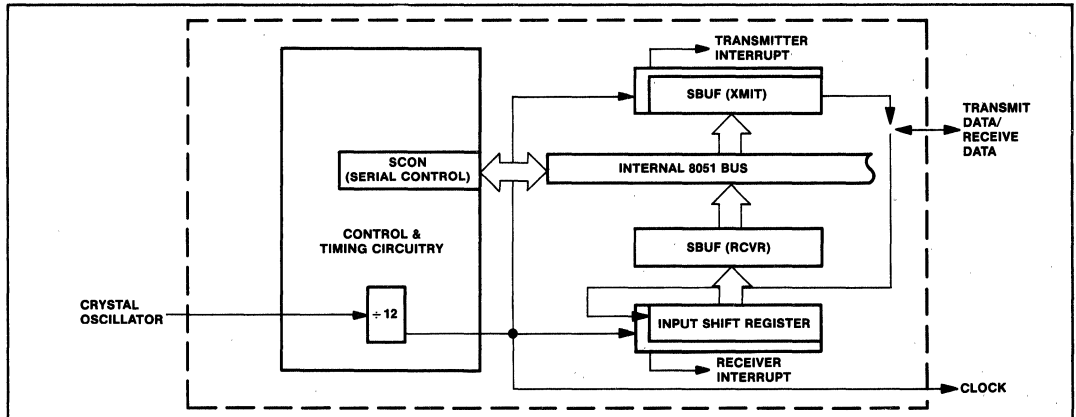 TRANSMITTER
INTERRUPT
SBUF (XMIT)
TRANSMIT
DATA/
RECEIVE
DATA
SCON
(SERIAL CONTROL)
INTERNAL 8051 BUS
CONTROL &
TIMING CIRCUITRY
SBUF (RCVR)
CRYSTAL
OSCILLATOR
÷12
INPUT SHIFT REGISTER
RECEIVER
INTERRUPT
CLOCK